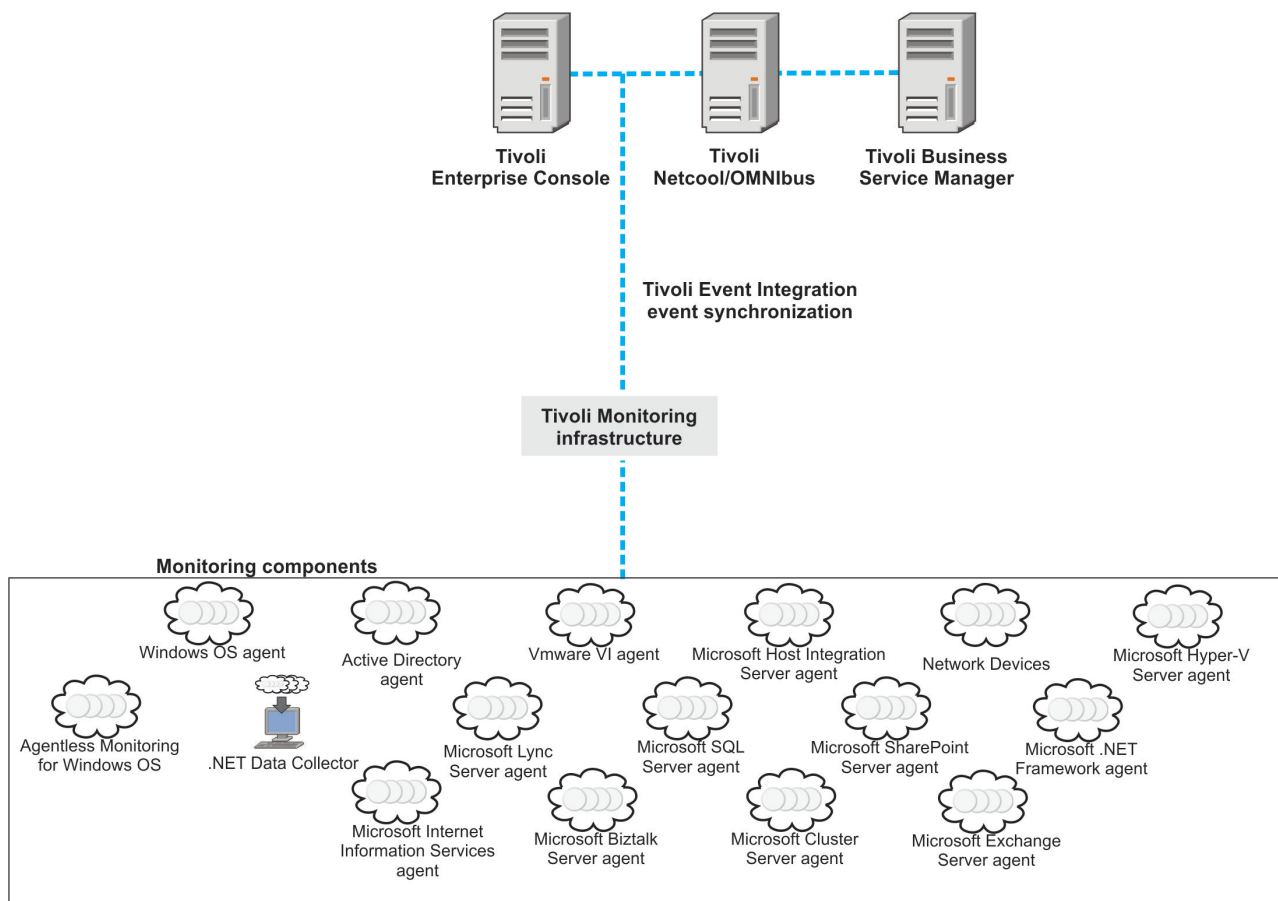 Tivoli
Enterprise Console
Tivoli
Netcool/OMNIbus
Tivoli Business
Service Manager
Tivoli Event Integration
event synchronization
Tivoli Monitoring
infrastructure
Monitoring components
Windows OS agent
Active Directory
agent
Vmware VI agent
Microsoft Host Integration
Server agent
Network Devices
Microsoft Hyper-V
Server agent
Agentless Monitoring
for Windows OS
.NET Data Collector
Microsoft Lync
Server agent
Microsoft SQL
Server agent
Microsoft SharePoint
Server agent
Microsoft .NET
Framework agent
Microsoft Internet
Information Services
agent
Microsoft Biztalk
Server agent
Microsoft Cluster
Server agent
Microsoft Exchange
Server agent